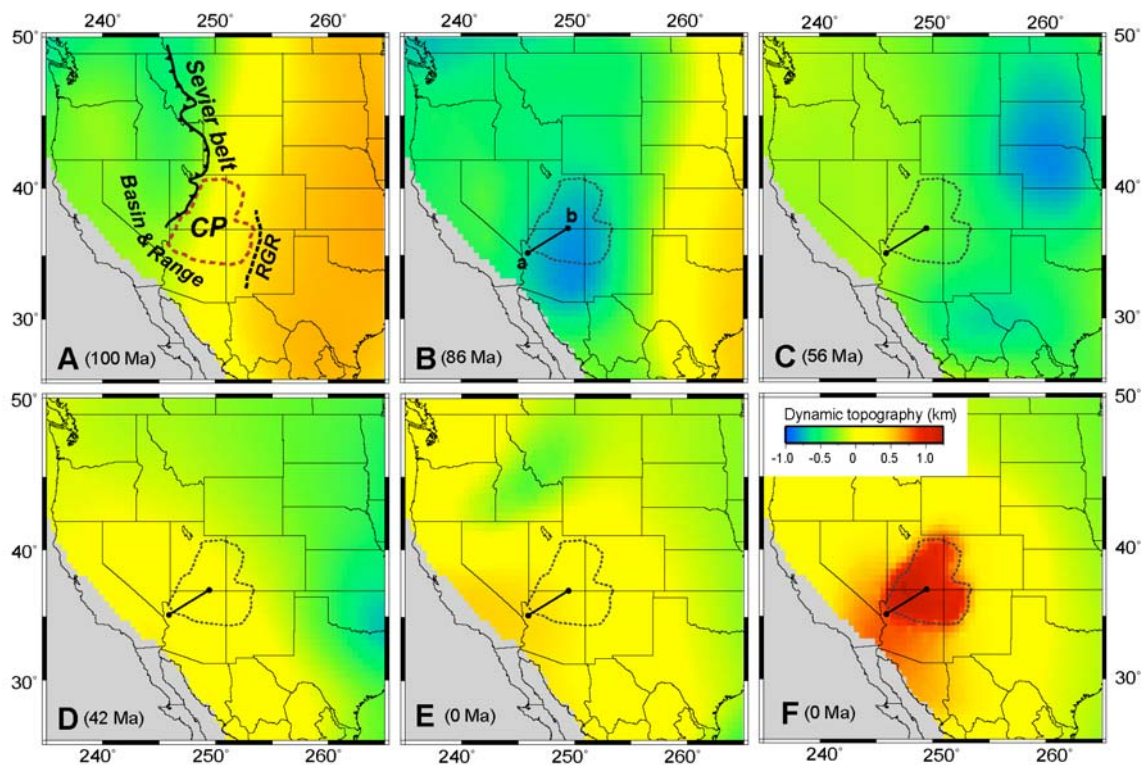 240° 250° 260° 240° 250° 260° 240° 250° 260°
50° 50°
Sevier belt
40° 40°
Basin & Range
CP
RGR
b
a
30° 30°
A (100 Ma) B (86 Ma) C (56 Ma)
50° 50°
Dynamic topography (km)
-1.0 -0.5 0 0.5 1.0
40° 40°
30° 30°
D (42 Ma) E (0 Ma) F (0 Ma)
240° 250° 260° 240° 250° 260° 240° 250° 260°